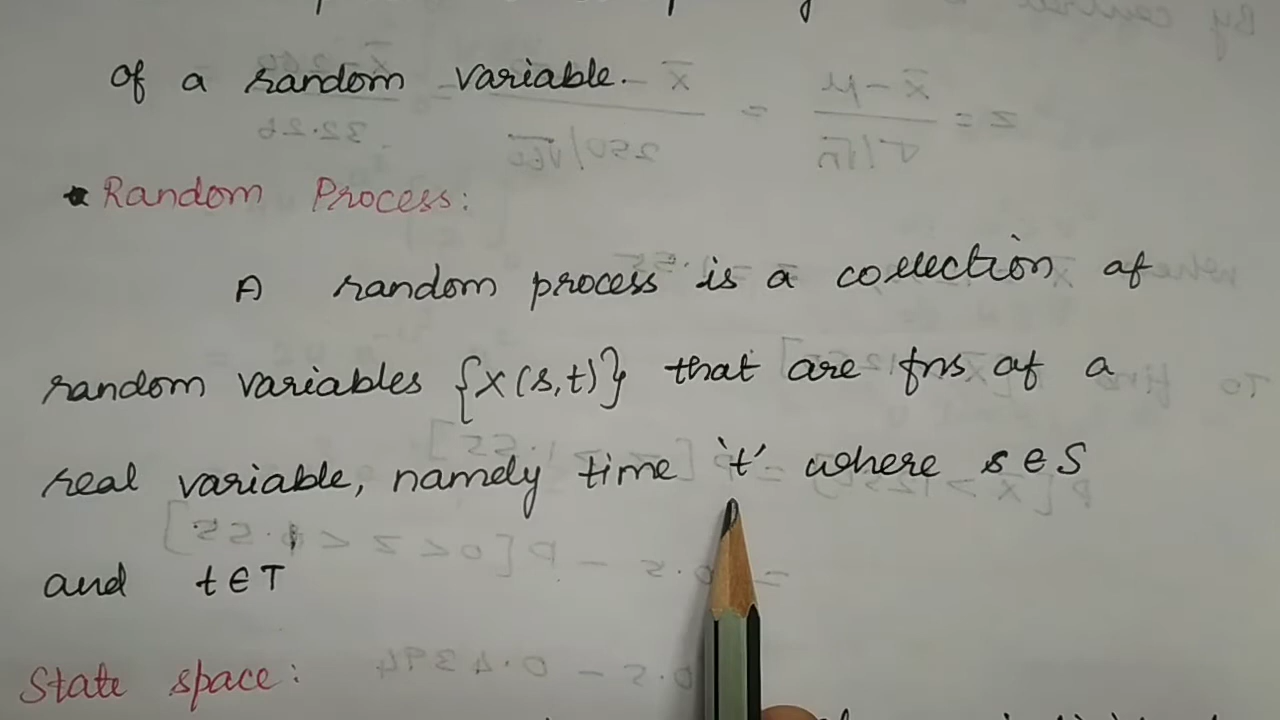 of a random variable.
* Random Process:
A random process is a collection of
random variables {X(s,t)} that are fns of a
real variable, namely time 't' where s ∈ S
and t ∈ T
State space: